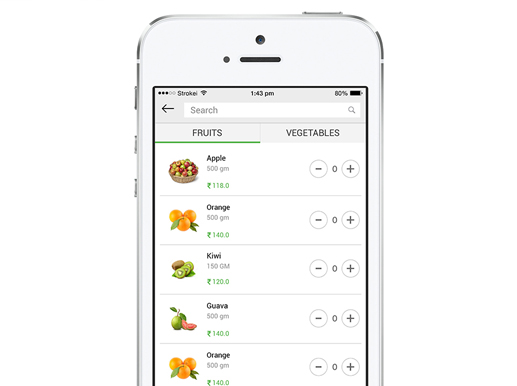 Strokei 1:43 pm 80%
Search
FRUITS VEGETABLES
Apple
500 gm
₹ 118.0
0
Orange
500 gm
₹ 140.0
0
Kiwi
150 GM
₹ 120.0
0
Guava
500 gm
₹ 140.0
0
Orange
500 gm
₹ 140.0
0